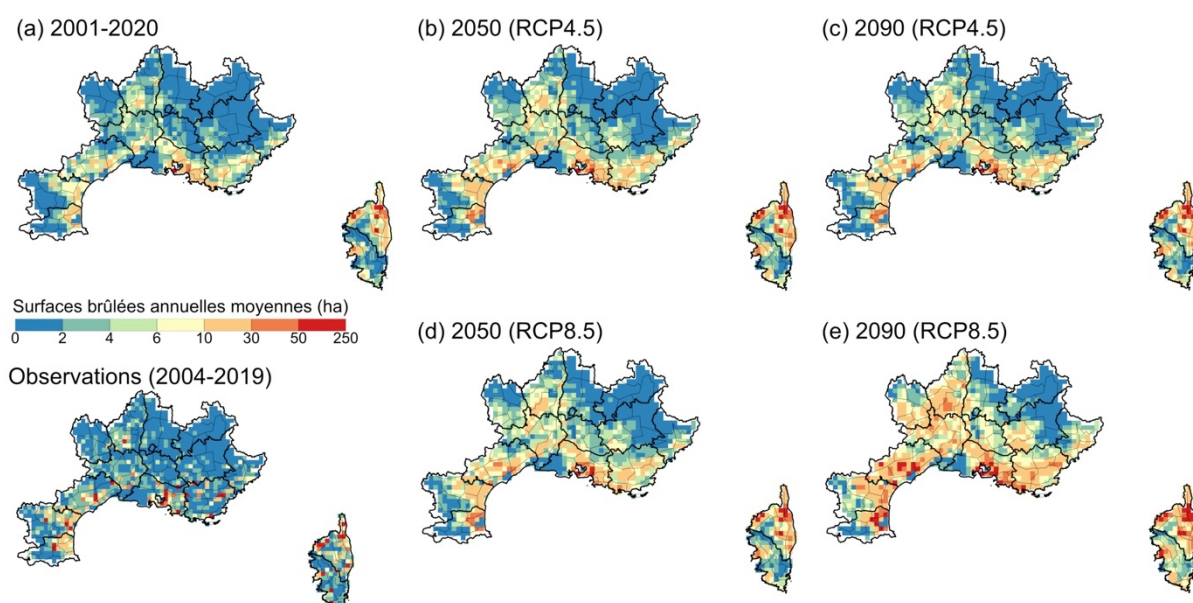 (a) 2001-2020
(b) 2050 (RCP4.5)
(c) 2090 (RCP4.5)
Surfaces brûlées annuelles moyennes (ha)
0 2 4 6 10 30 50 250
(d) 2050 (RCP8.5)
(e) 2090 (RCP8.5)
Observations (2004-2019)